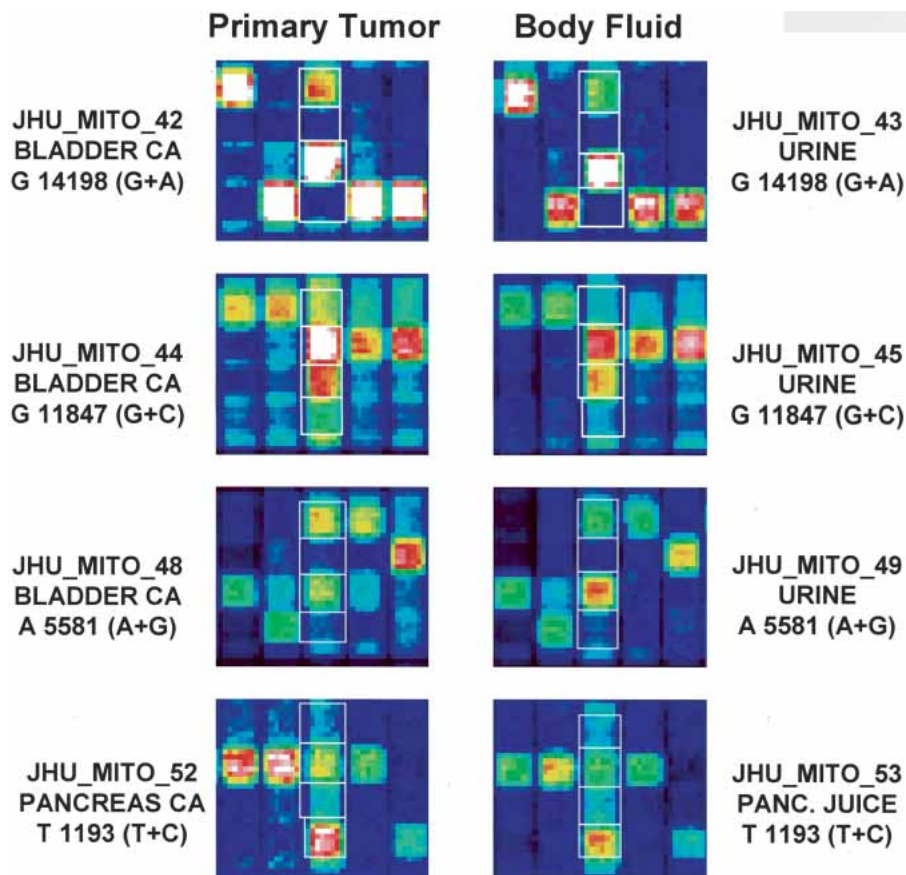 Primary Tumor
Body Fluid
JHU_MITO_42
BLADDER CA
G 14198 (G+A)
JHU_MITO_43
URINE
G 14198 (G+A)
JHU_MITO_44
BLADDER CA
G 11847 (G+C)
JHU_MITO_45
URINE
G 11847 (G+C)
JHU_MITO_48
BLADDER CA
A 5581 (A+G)
JHU_MITO_49
URINE
A 5581 (A+G)
JHU_MITO_52
PANCREAS CA
T 1193 (T+C)
JHU_MITO_53
PANC. JUICE
T 1193 (T+C)